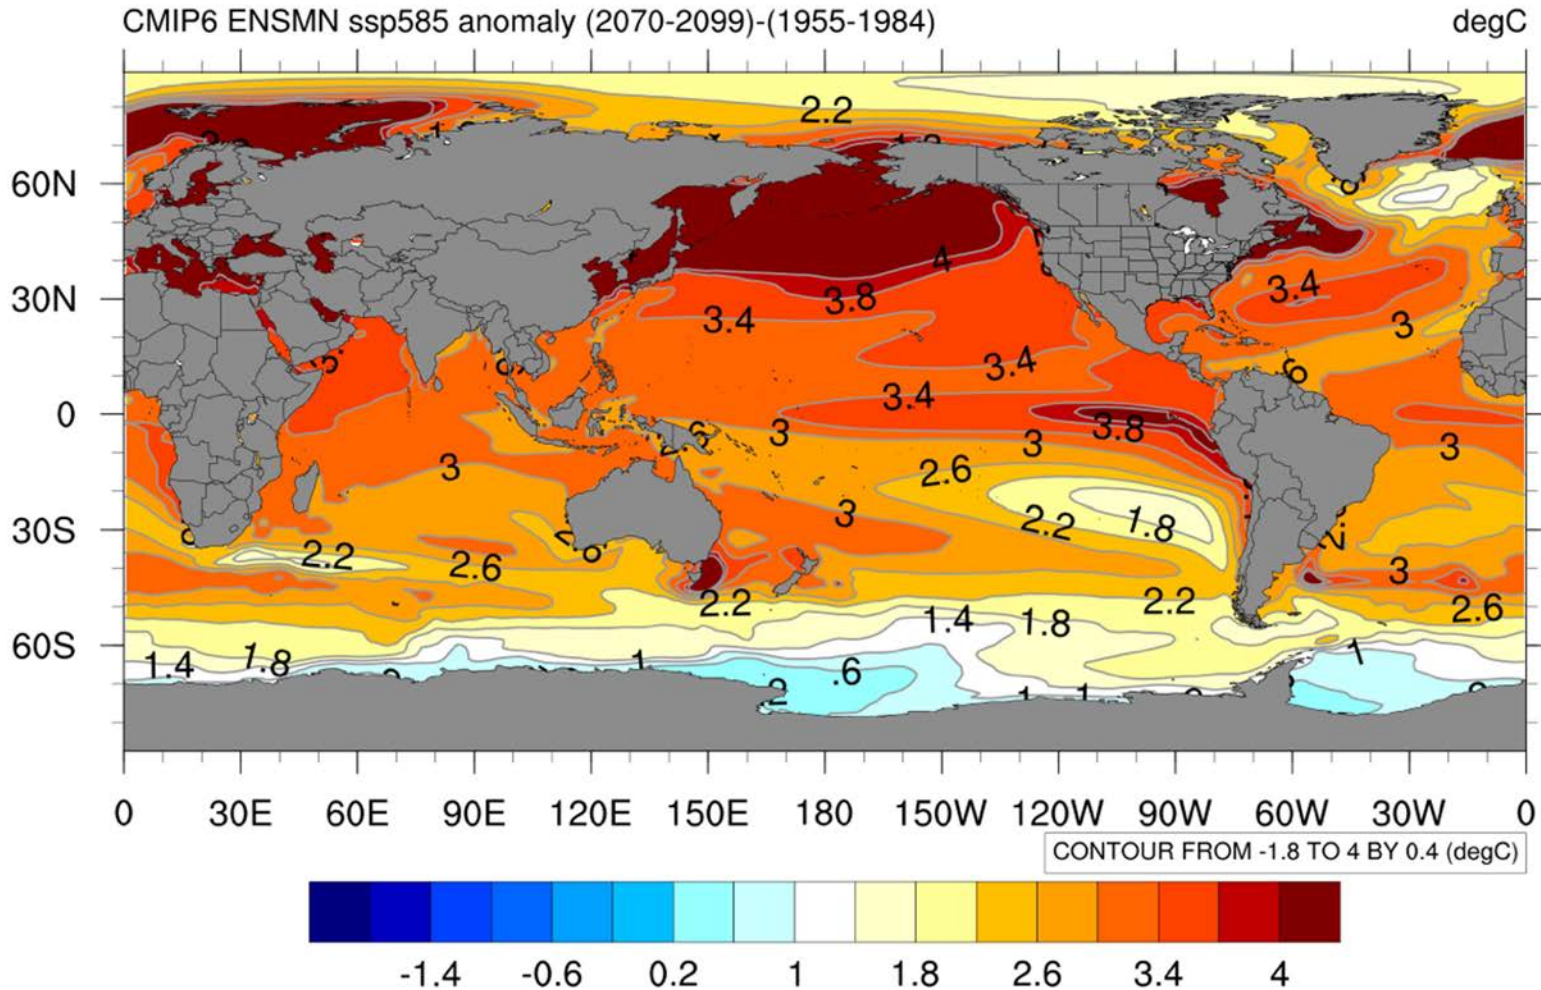 CMIP6 ENSMN ssp585 anomaly (2070-2099)-(1955-1984) degC
2.2
60N
4
30N 3.8 3.4
3.4 3
3.4
3.4
0 3.8 3
3 3
3 2.6
3 2.2 1.8
30S
2.2 2.6 3
2.2 2.2 2.6
1.4 1.8
60S 1.4 1.8 1 .6 1
1 1
0 30E 60E 90E 120E 150E 180 150W 120W 90W 60W 30W 0
CONTOUR FROM -1.8 TO 4 BY 0.4 (degC)
-1.4 -0.6 0.2 1 1.8 2.6 3.4 4